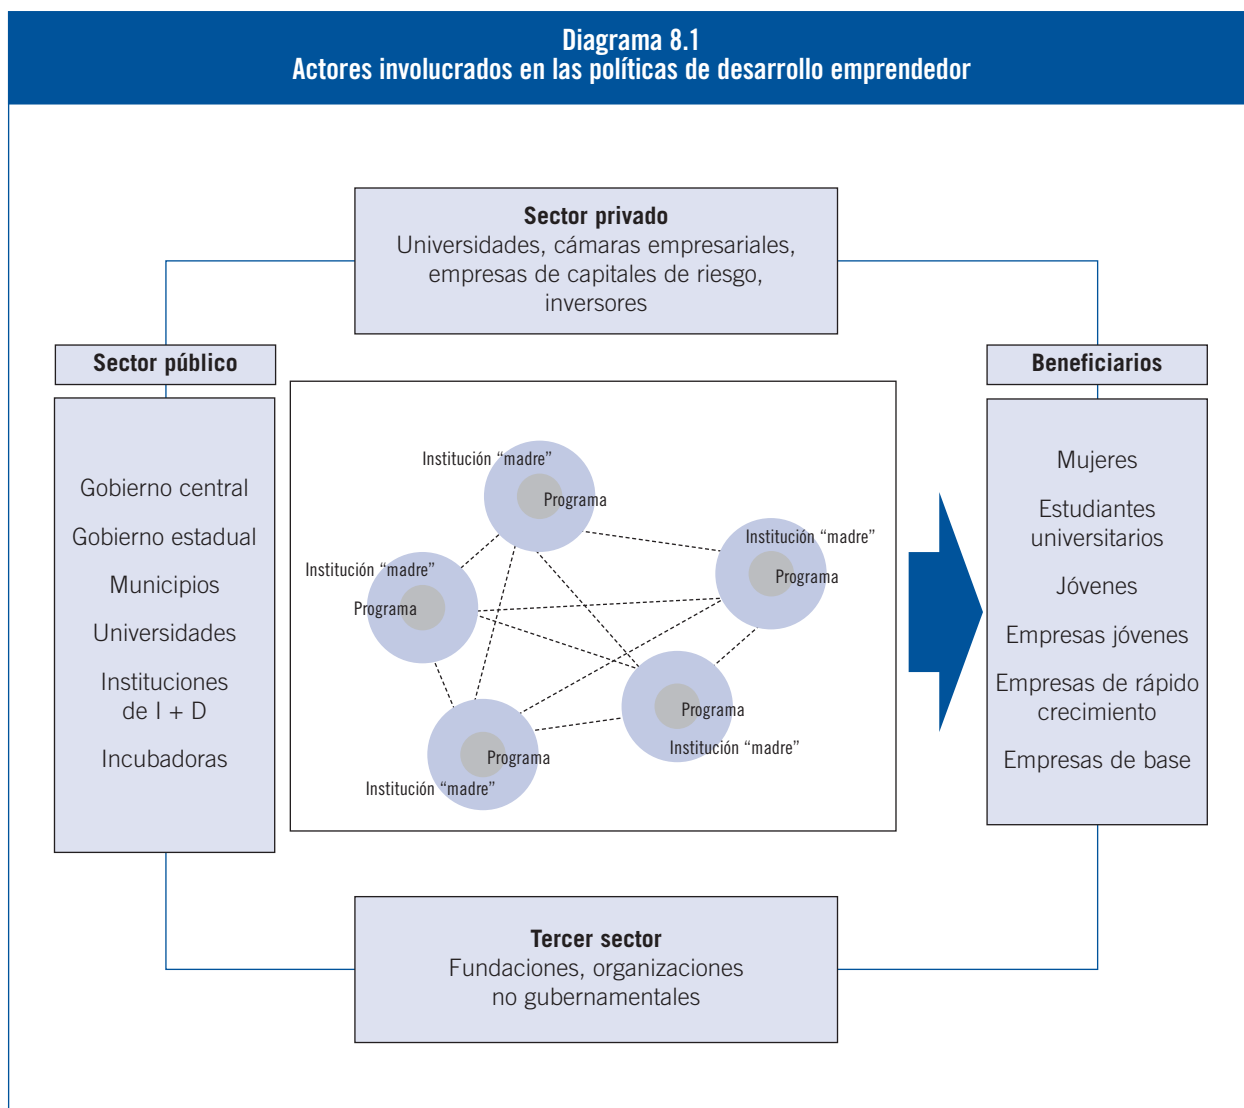 Diagrama 8.1
Actores involucrados en las políticas de desarrollo emprendedor
Sector privado
Universidades, cámaras empresariales,
empresas de capitales de riesgo,
inversores
Sector público
Gobierno central
Gobierno estadual
Municipios
Universidades
Instituciones
de I + D
Incubadoras
Institución “madre”
Programa
Institución “madre”
Programa
Institución “madre”
Programa
Programa
Institución “madre”
Programa
Institución “madre”
Beneficiarios
Mujeres
Estudiantes
universitarios
Jóvenes
Empresas jóvenes
Empresas de rápido
crecimiento
Empresas de base
Tercer sector
Fundaciones, organizaciones
no gubernamentales